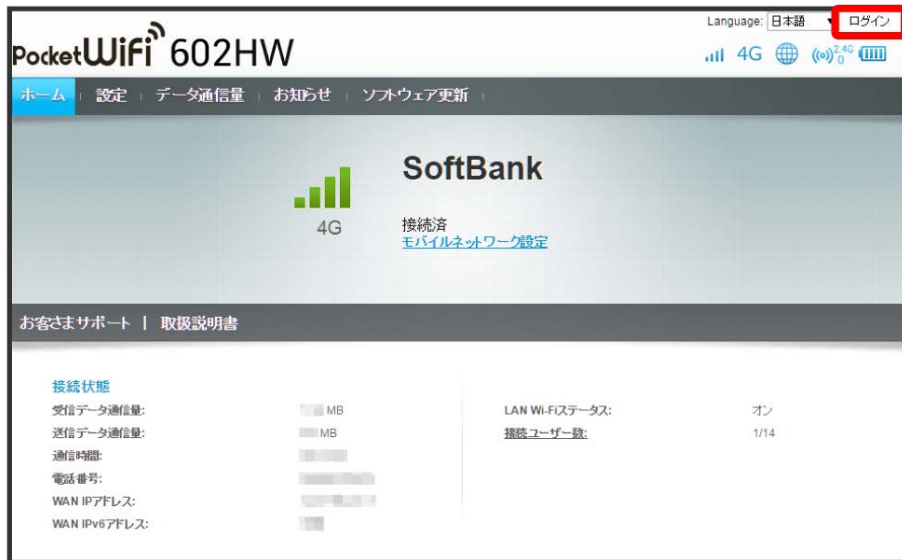 Language: 日本語 ログイン
PocketWiFi 602HW
4G 2.4G 0
ホーム 設定 データ通信量 お知らせ ソフトウェア更新
SoftBank
4G
接続済
モバイルネットワーク設定
お客さまサポート | 取扱説明書
接続状態
受信データ通信量: MB LAN Wi-Fiステータス: オン
送信データ通信量: MB 接続ユーザー数: 1/14
通信時間:
電話番号:
WAN IPアドレス:
WAN IPv6アドレス: